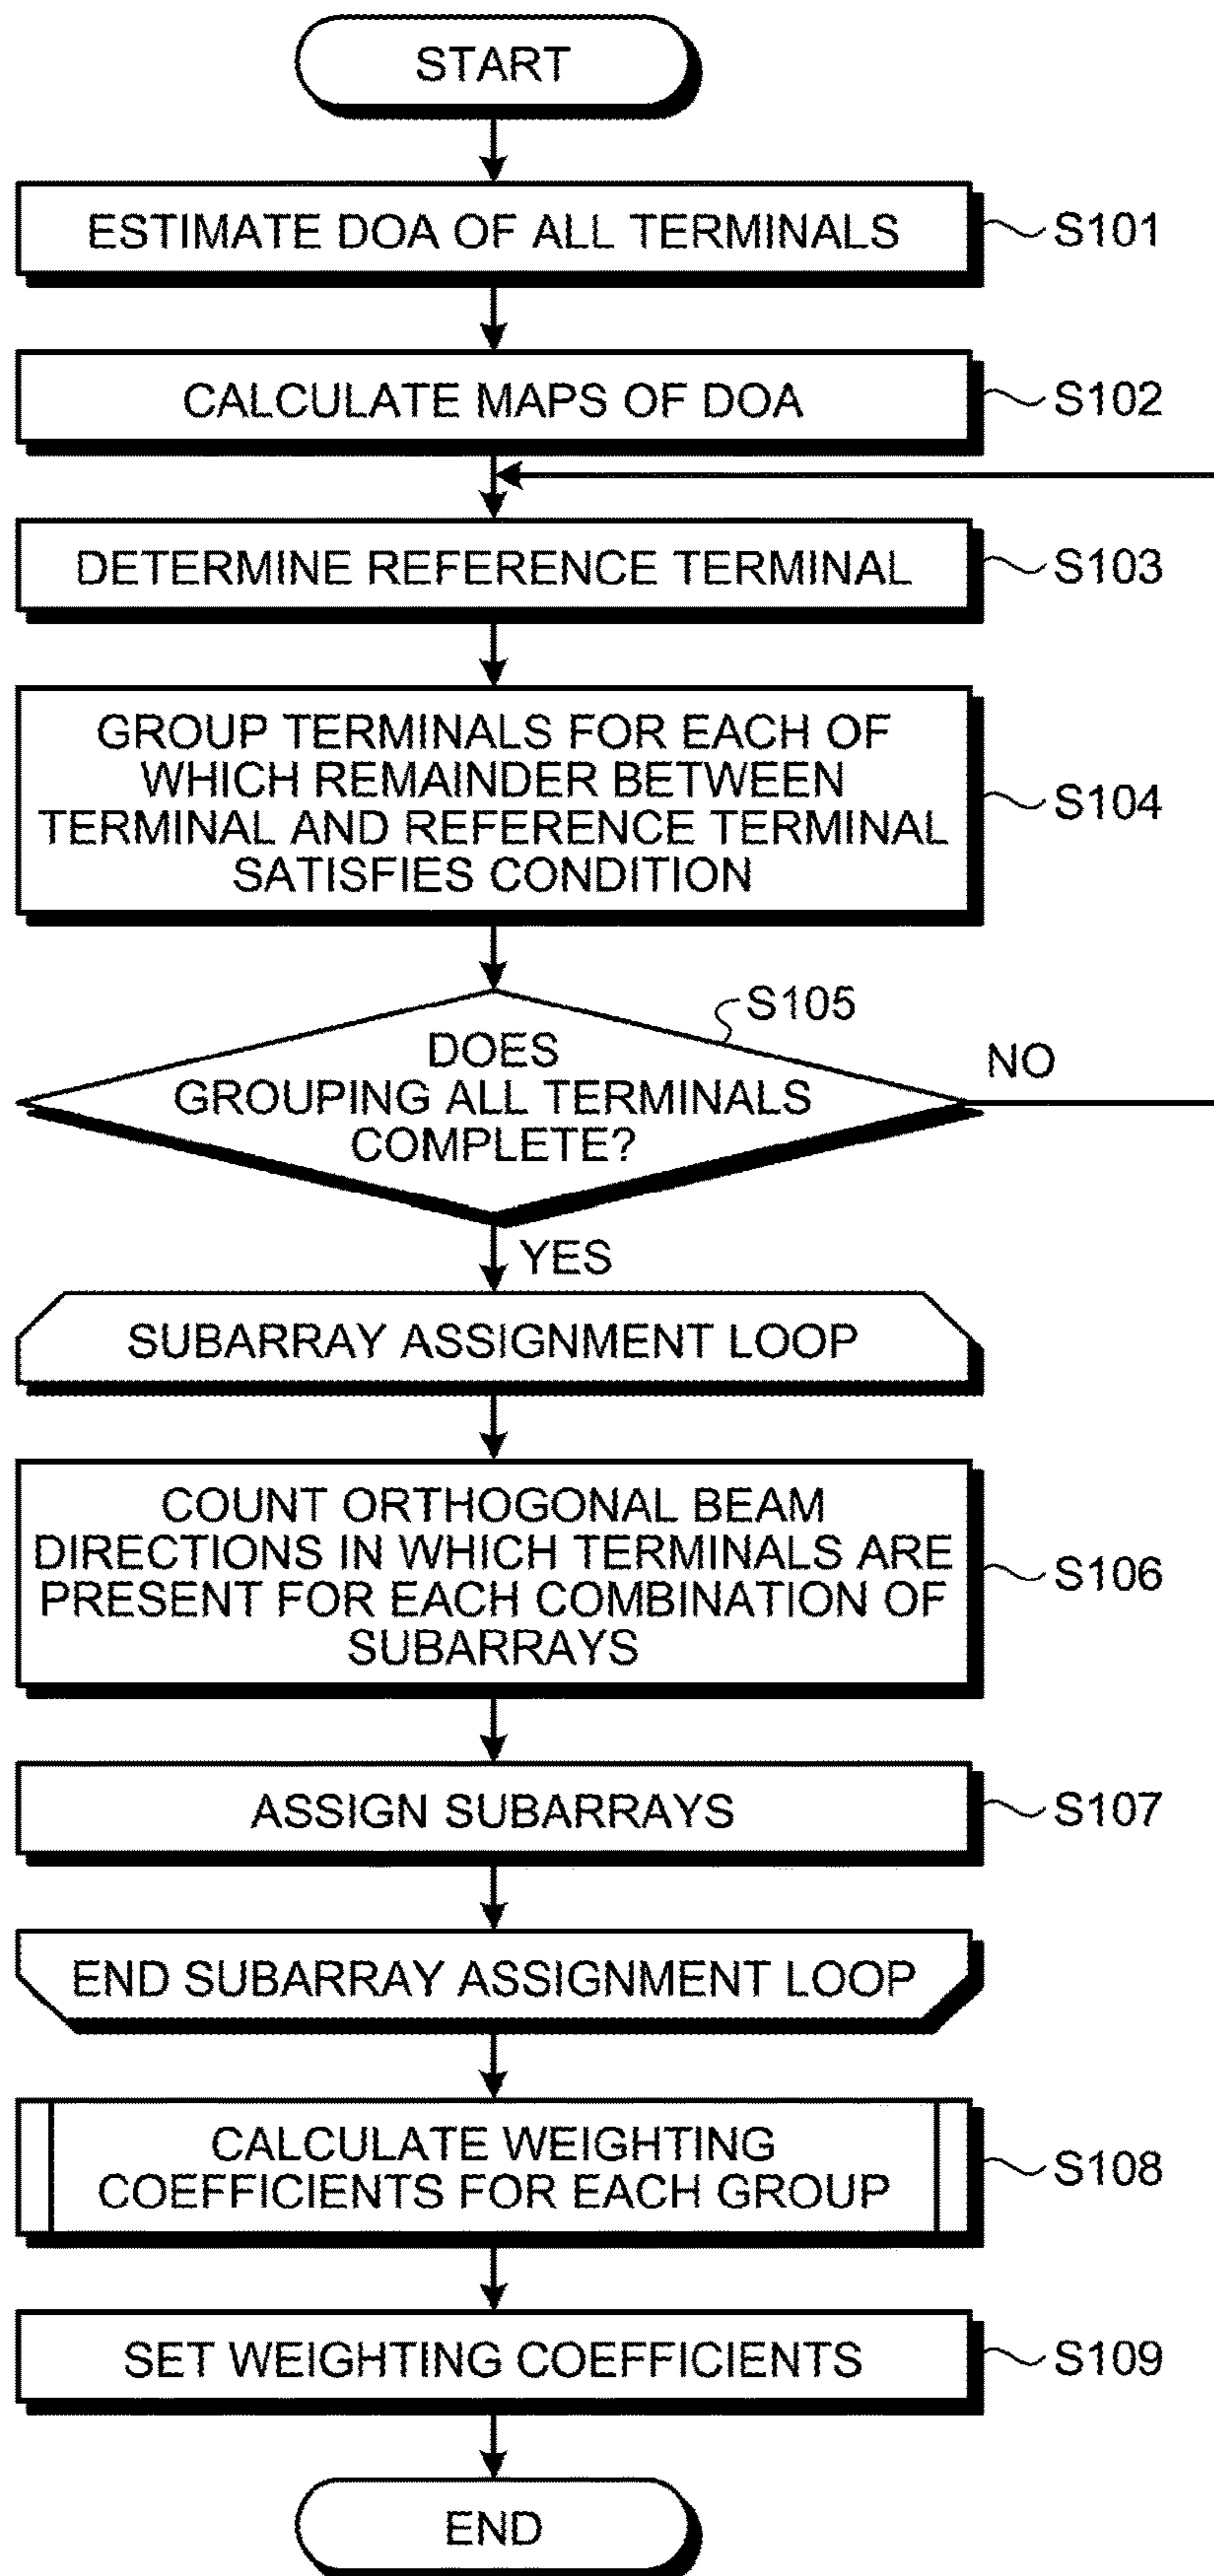 START
ESTIMATE DOA OF ALL TERMINALS
S101
CALCULATE MAPS OF DOA
S102
DETERMINE REFERENCE TERMINAL
S103
GROUP TERMINALS FOR EACH OF
WHICH REMAINDER BETWEEN
TERMINAL AND REFERENCE TERMINAL
SATISFIES CONDITION
S104
S105
DOES
GROUPING ALL TERMINALS
COMPLETE?
NO
YES
SUBARRAY ASSIGNMENT LOOP
COUNT ORTHOGONAL BEAM
DIRECTIONS IN WHICH TERMINALS ARE
PRESENT FOR EACH COMBINATION OF
SUBARRAYS
S106
ASSIGN SUBARRAYS
S107
END SUBARRAY ASSIGNMENT LOOP
CALCULATE WEIGHTING
COEFFICIENTS FOR EACH GROUP
S108
SET WEIGHTING COEFFICIENTS
S109
END